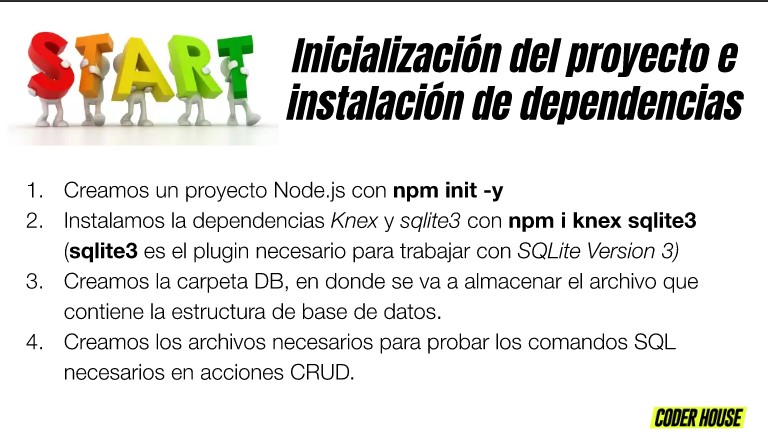 START
Inicialización del proyecto e
instalación de dependencias
1. Creamos un proyecto Node.js con npm init -y
2. Instalamos la dependencias Knex y sqlite3 con npm i knex sqlite3
(sqlite3 es el plugin necesario para trabajar con SQLite Version 3)
3. Creamos la carpeta DB, en donde se va a almacenar el archivo que
contiene la estructura de base de datos.
4. Creamos los archivos necesarios para probar los comandos SQL
necesarios en acciones CRUD.
CODER HOUSE